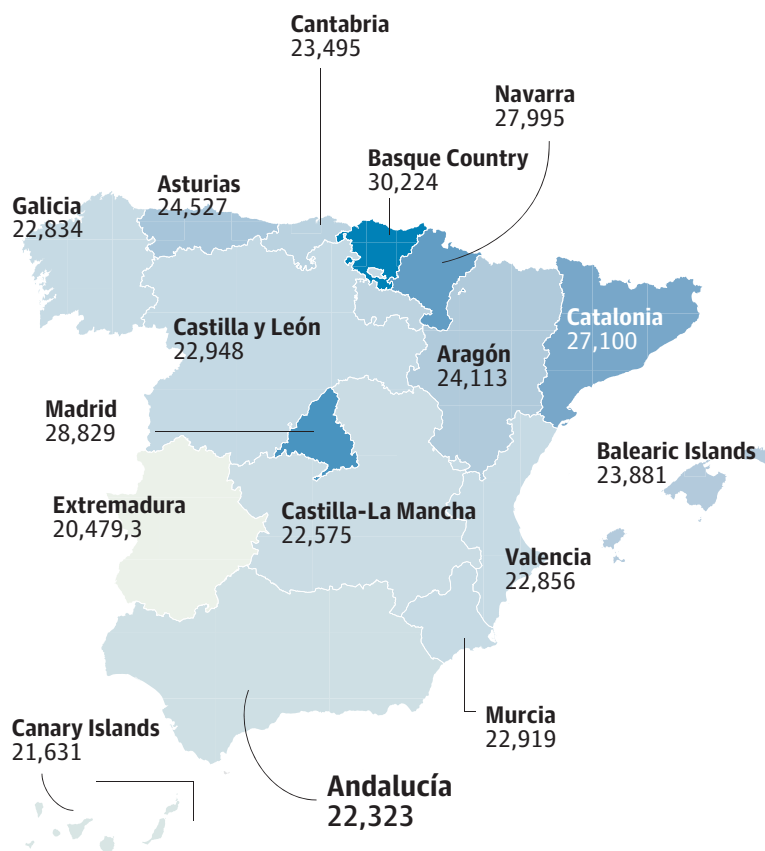 Cantabria
23,495
Navarra
27,995
Basque Country
30,224
Asturias
24,527
Galicia
22,834
Castilla y León
22,948
Catalonia
27,100
Aragón
24,113
Madrid
28,829
Balearic Islands
23,881
Extremadura
20,479,3
Castilla-La Mancha
22,575
Valencia
22,856
Murcia
22,919
Canary Islands
21,631
Andalucía
22,323